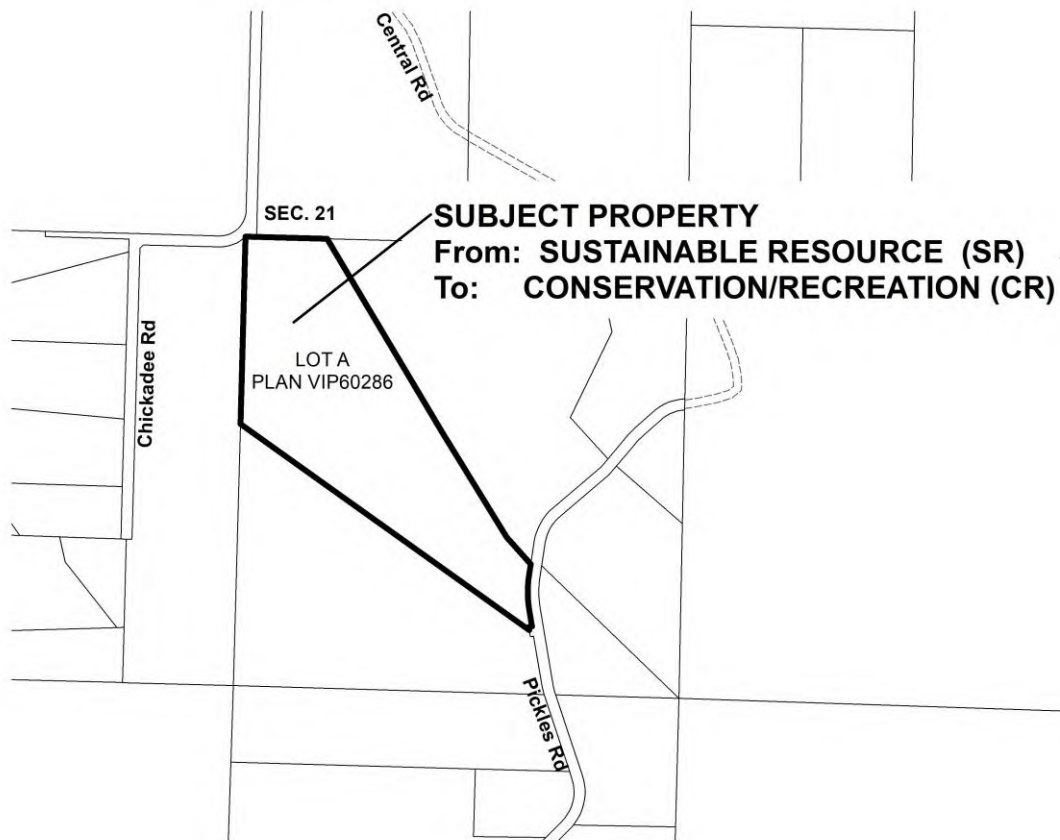 Central Rd
SEC. 21
SUBJECT PROPERTY
From: SUSTAINABLE RESOURCE (SR)
To: CONSERVATION/RECREATION (CR)
Chickadee Rd
LOT A
PLAN VIP60286
Pickles Rd